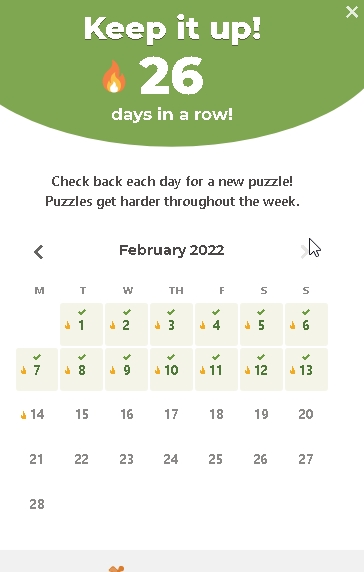 Keep it up!
26
days in a row!
Check back each day for a new puzzle!
Puzzles get harder throughout the week.
February 2022
M T W TH F S S
1 2 3 4 5 6
7 8 9 10 11 12 13
14 15 16 17 18 19 20
21 22 23 24 25 26 27
28